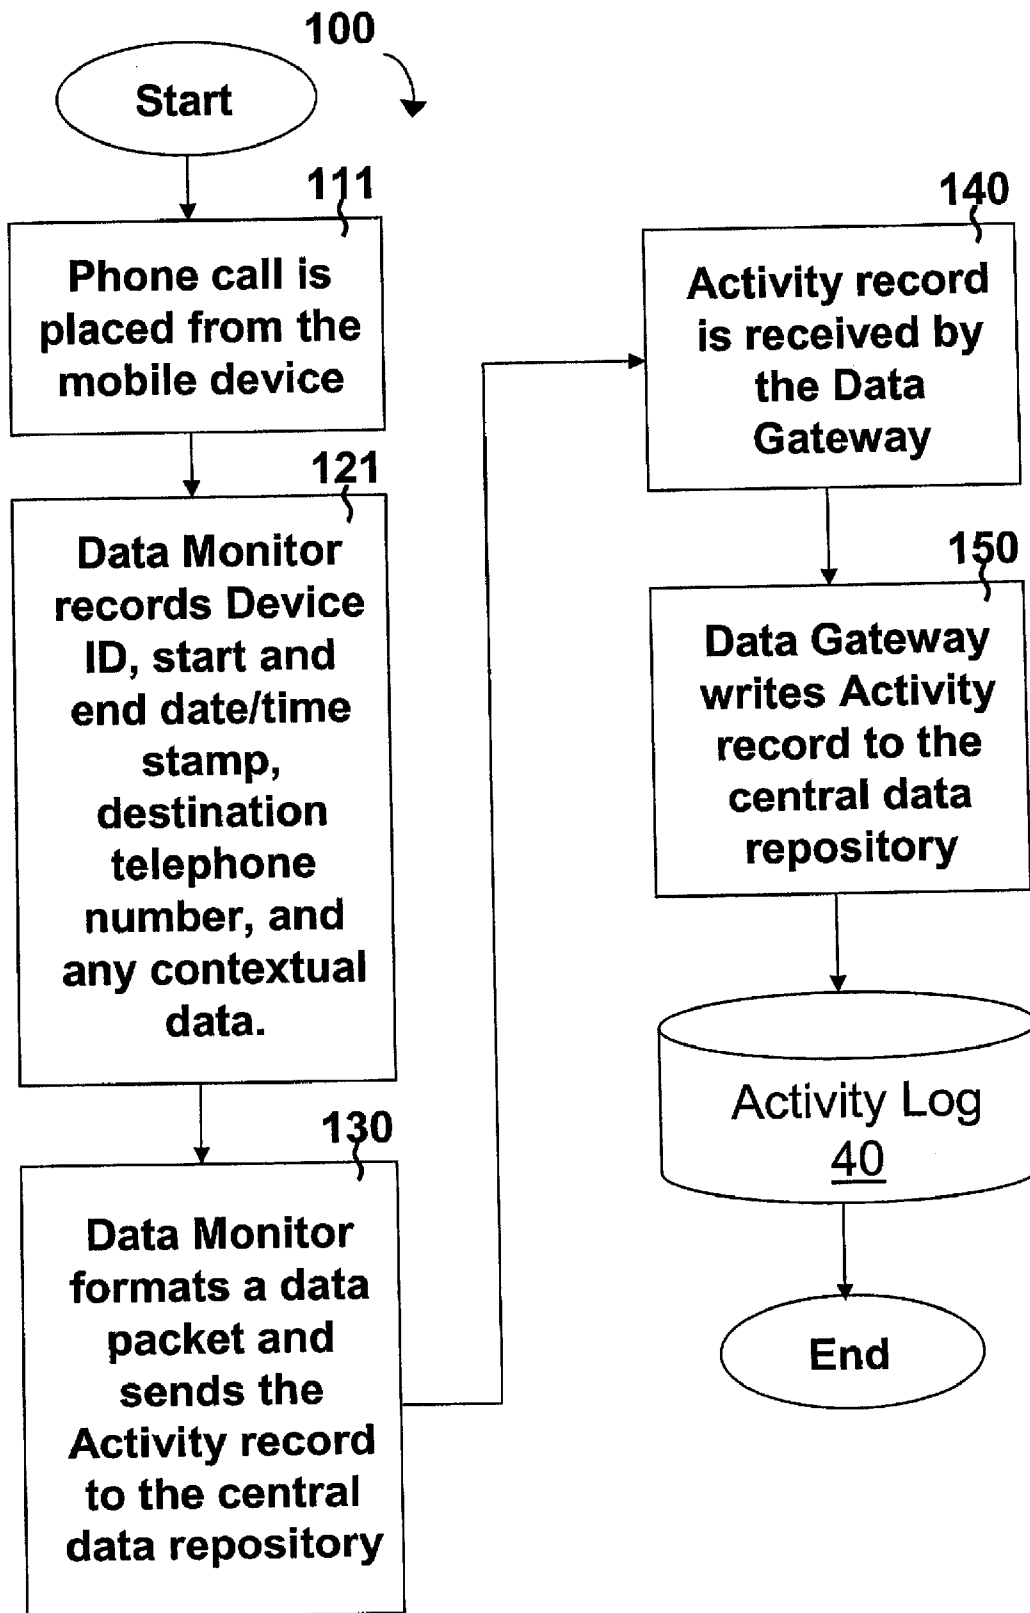 100
Start
111
Phone call is
placed from the
mobile device
121
Data Monitor
records Device
ID, start and
end date/time
stamp,
destination
telephone
number, and
any contextual
data.
130
Data Monitor
formats a data
packet and
sends the
Activity record
to the central
data repository
140
Activity record
is received by
the Data
Gateway
150
Data Gateway
writes Activity
record to the
central data
repository
Activity Log
40
End